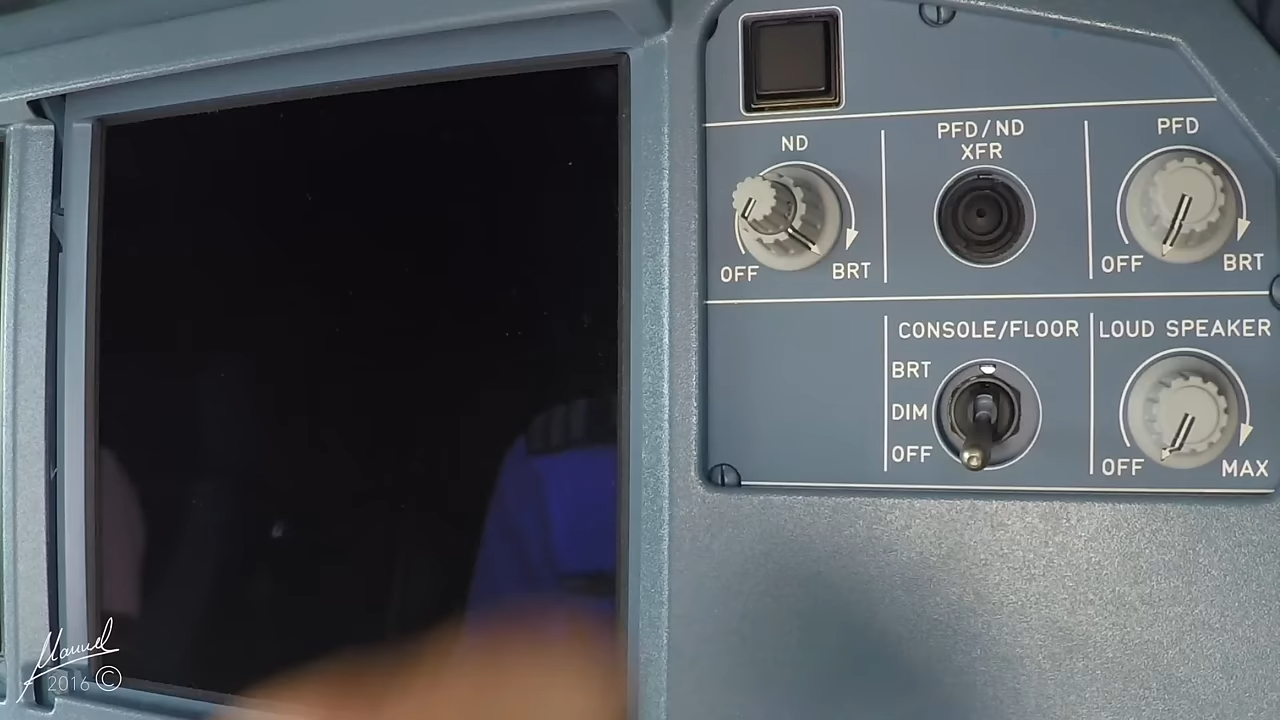 ND
PFD/ND
XFR
PFD
OFF
BRT
OFF
BRT
CONSOLE/FLOOR
LOUD SPEAKER
BRT
DIM
OFF
OFF
MAX
Manuel
2016 ©